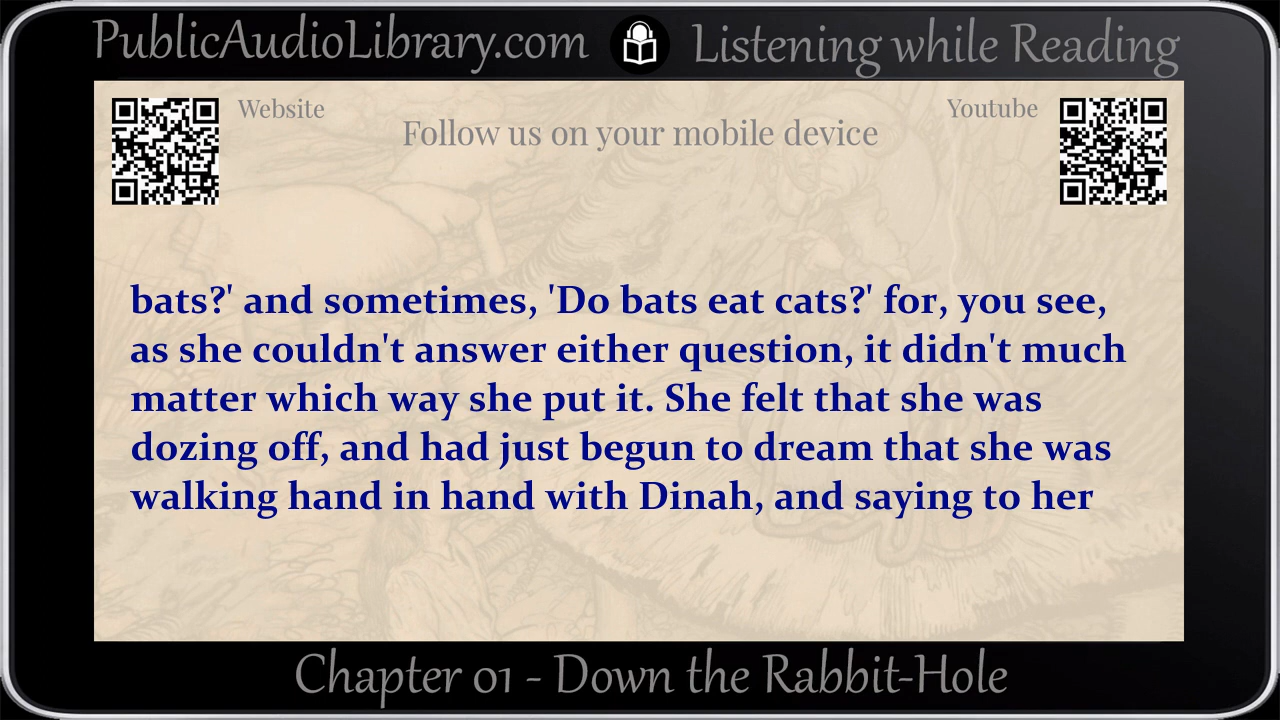 PublicAudioLibrary.com Listening while Reading
Website
Youtube
Follow us on your mobile device
bats?' and sometimes, 'Do bats eat cats?' for, you see,
as she couldn't answer either question, it didn't much
matter which way she put it. She felt that she was
dozing off, and had just begun to dream that she was
walking hand in hand with Dinah, and saying to her
Chapter 01 - Down the Rabbit-Hole